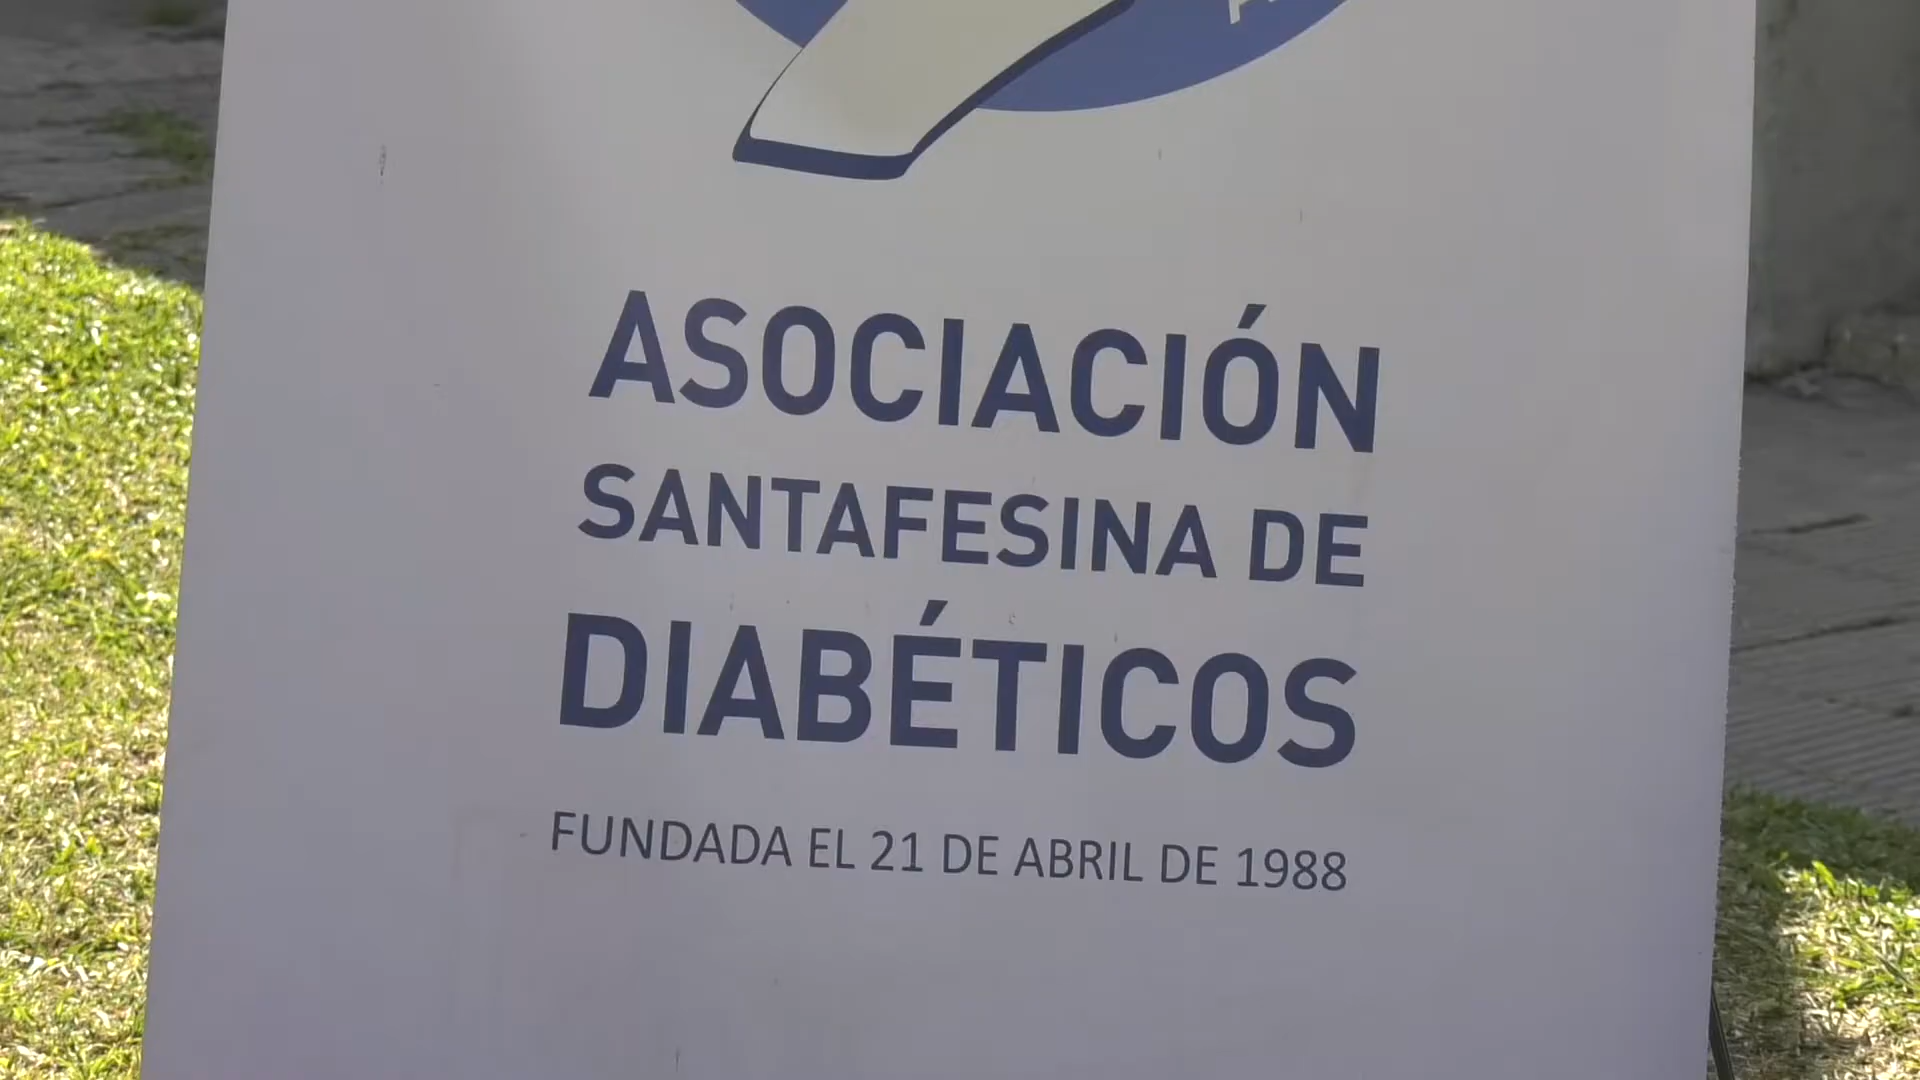 ASOCIACIÓN
SANTAFESINA DE
DIABÉTICOS
FUNDADA EL 21 DE ABRIL DE 1988